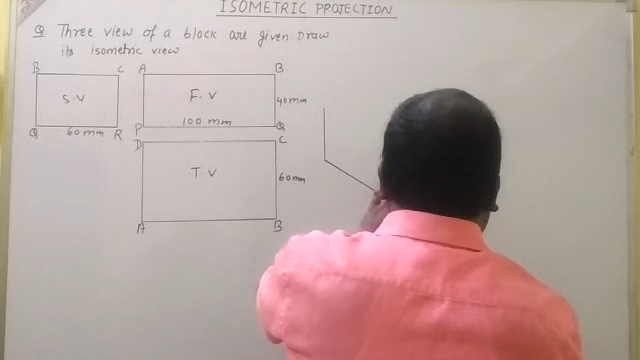 ISOMETRIC PROJECTION
Q Three view of a block are given. Draw
its isometric view
B C A B
S.V F.V 40mm
Q 60mm R P 100 mm Q
D C
T.V 60mm
A B